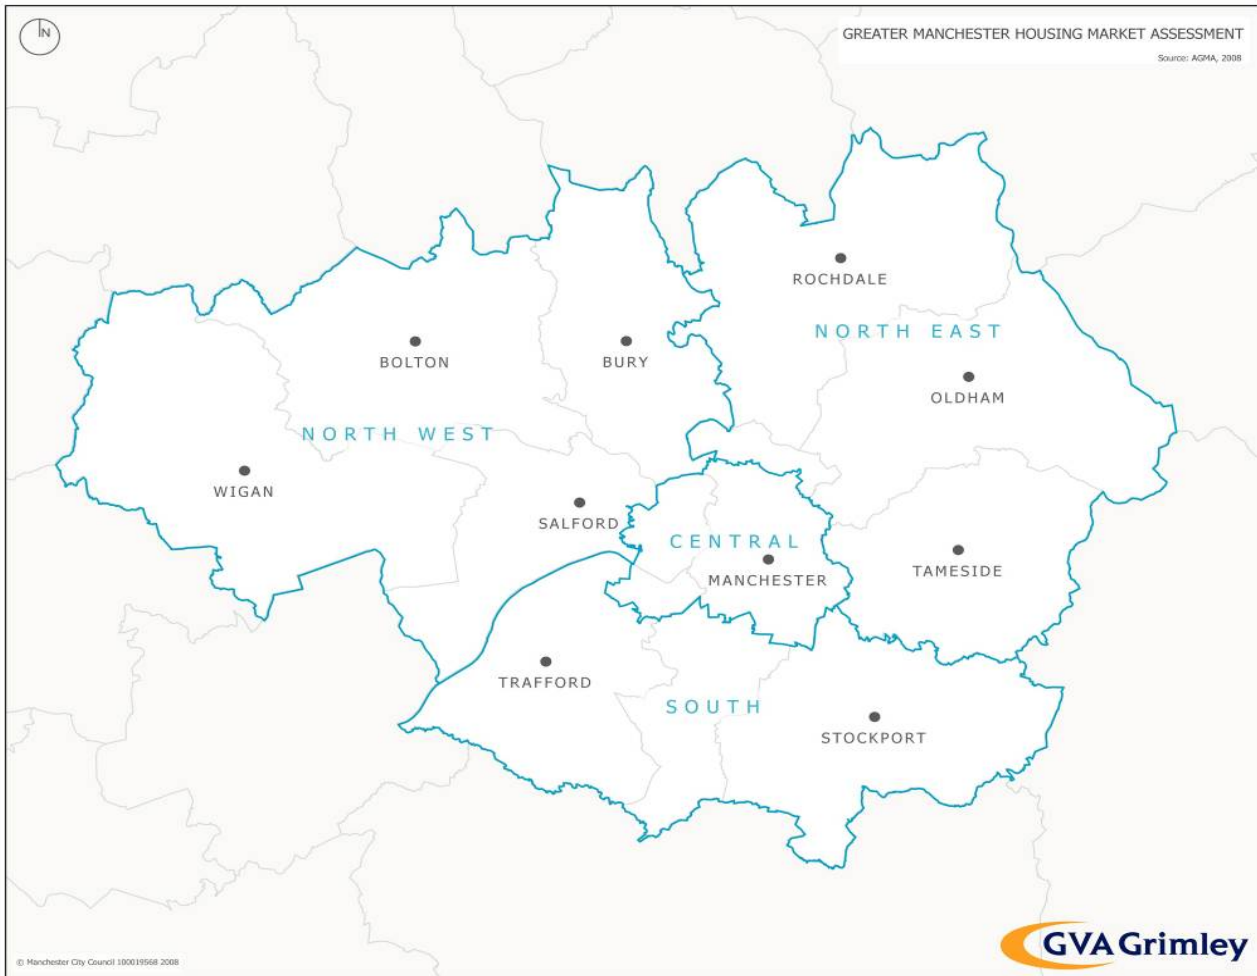 N
GREATER MANCHESTER HOUSING MARKET ASSESSMENT
Source: AGMA, 2008
ROCHDALE
NORTH EAST
BOLTON
BURY
OLDHAM
NORTH WEST
WIGAN
SALFORD
CENTRAL
MANCHESTER
TAMESIDE
TRAFFORD
SOUTH
STOCKPORT
GVA Grimley
© Manchester City Council 100019568 2008